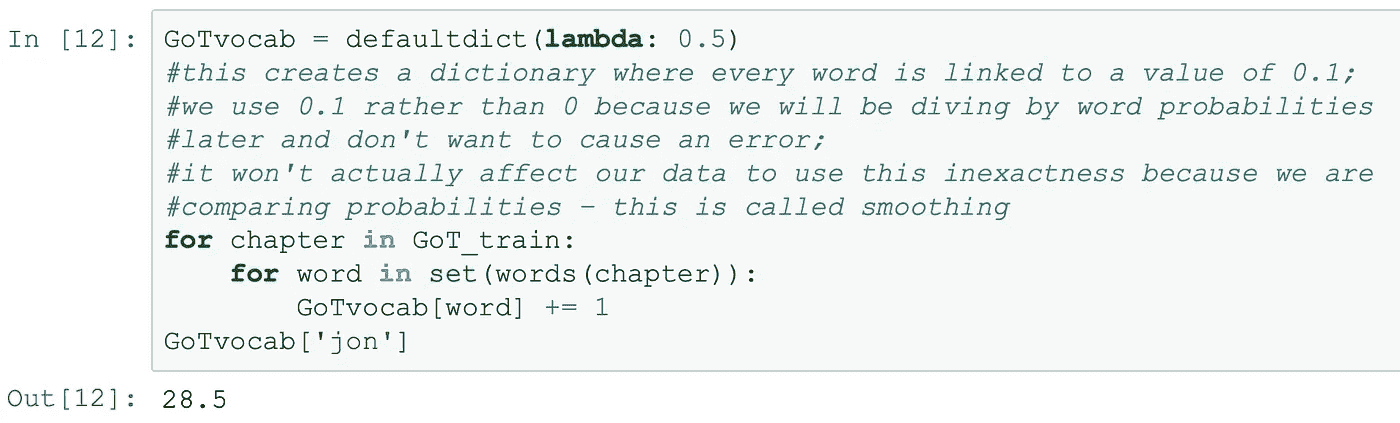 In [12]: GoTvocab = defaultdict(lambda: 0.5)
#this creates a dictionary where every word is linked to a value of 0.1;
#we use 0.1 rather than 0 because we will be diving by word probabilities
#later and don't want to cause an error;
#it won't actually affect our data to use this inexactness because we are
#comparing probabilities - this is called smoothing
for chapter in GoT_train:
    for word in set(words(chapter)):
        GoTvocab[word] += 1
GoTvocab['jon']
Out[12]: 28.5